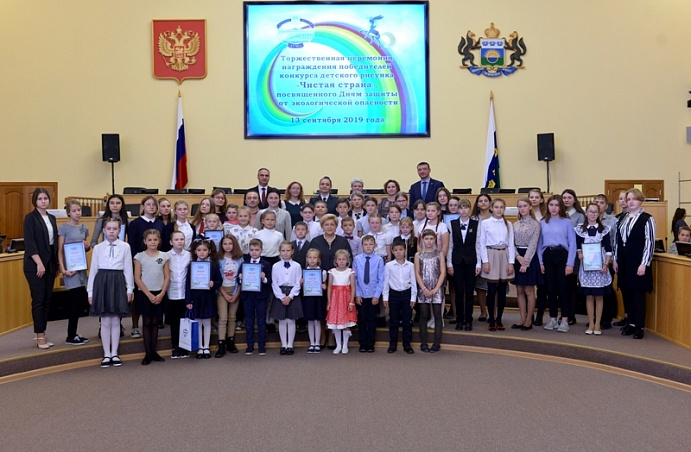 Торжественная церемония
награждения победителей
конкурса детского рисунка
"Чистая страна",
посвященного Дням защиты
от экологической опасности
13 сентября 2019 года